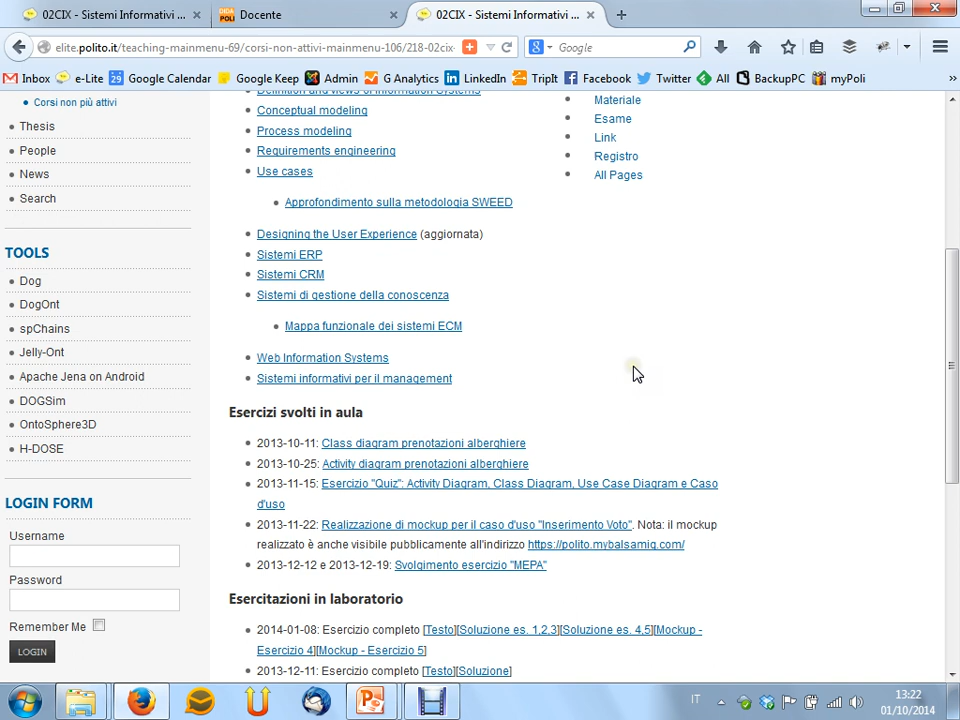 02CIX - Sistemi Informativi ...
Docente
02CIX - Sistemi Informativi ...
elite.polito.it/teaching-mainmenu-69/corsi-non-attivi-mainmenu-106/218-02cix-
Google
Inbox
e-Lite
Google Calendar
Google Keep
Admin
G Analytics
LinkedIn
TripIt
Facebook
Twitter
All
BackupPC
myPoli
Corsi non più attivi
Thesis
People
News
Search
TOOLS
Dog
DogOnt
spChains
Jelly-Ont
Apache Jena on Android
DOGSim
OntoSphere3D
H-DOSE
LOGIN FORM
Username
Password
Remember Me
LOGIN
Definition and views of Information Systems
Conceptual modeling
Process modeling
Requirements engineering
Use cases
Approfondimento sulla metodologia SWEED
Designing the User Experience (aggiornata)
Sistemi ERP
Sistemi CRM
Sistemi di gestione della conoscenza
Mappa funzionale dei sistemi ECM
Web Information Systems
Sistemi informativi per il management
Materiale
Esame
Link
Registro
All Pages
Esercizi svolti in aula
2013-10-11: Class diagram prenotazioni alberghiere
2013-10-25: Activity diagram prenotazioni alberghiere
2013-11-15: Esercizio "Quiz": Activity Diagram, Class Diagram, Use Case Diagram e Caso
d'uso
2013-11-22: Realizzazione di mockup per il caso d'uso "Inserimento Voto". Nota: il mockup
realizzato è anche visibile pubblicamente all'indirizzo https://polito.mybalsamiq.com/
2013-12-12 e 2013-12-19: Svolgimento esercizio "MEPA"
Esercitazioni in laboratorio
2014-01-08: Esercizio completo [Testo][Soluzione es. 1,2,3][Soluzione es. 4,5][Mockup -
Esercizio 4][Mockup - Esercizio 5]
2013-12-11: Esercizio completo [Testo][Soluzione]
IT
13:22
01/10/2014